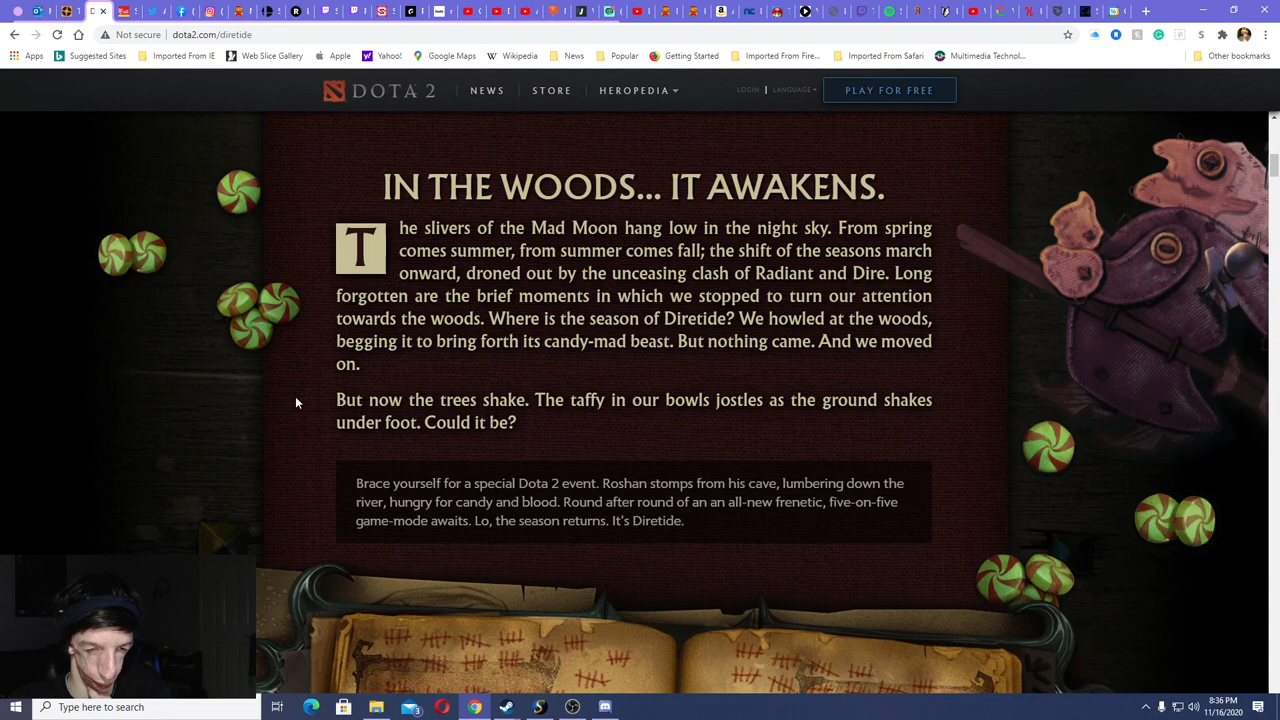 Not secure | dota2.com/diretide
Apps Suggested Sites Imported From IE Web Slice Gallery Apple Yahoo! Google Maps Wikipedia News Popular Getting Started Imported From Fire... Imported From Safari Multimedia Technol... Other bookmarks
DOTA 2 NEWS STORE HEROPEDIA LOGIN | LANGUAGE PLAY FOR FREE
IN THE WOODS... IT AWAKENS.
The slivers of the Mad Moon hang low in the night sky. From spring
comes summer, from summer comes fall; the shift of the seasons march
onward, droned out by the unceasing clash of Radiant and Dire. Long
forgotten are the brief moments in which we stopped to turn our attention
towards the woods. Where is the season of Diretide? We howled at the woods,
begging it to bring forth its candy-mad beast. But nothing came. And we moved
on.
But now the trees shake. The taffy in our bowls jostles as the ground shakes
under foot. Could it be?
Brace yourself for a special Dota 2 event. Roshan stomps from his cave, lumbering down the
river, hungry for candy and blood. Round after round of an an all-new frenetic, five-on-five
game-mode awaits. Lo, the season returns. It's Diretide.
Type here to search
8:36 PM
11/16/2020